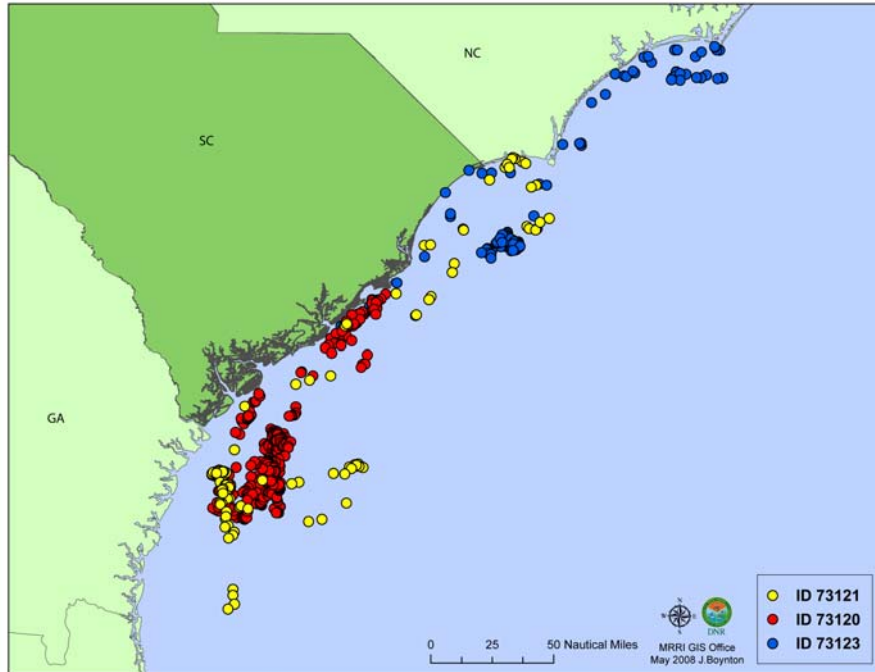 NC
SC
GA
ID 73121
ID 73120
ID 73123
0 25 50 Nautical Miles
N
DNR
MRRI GIS Office
May 2008 J.Boynton